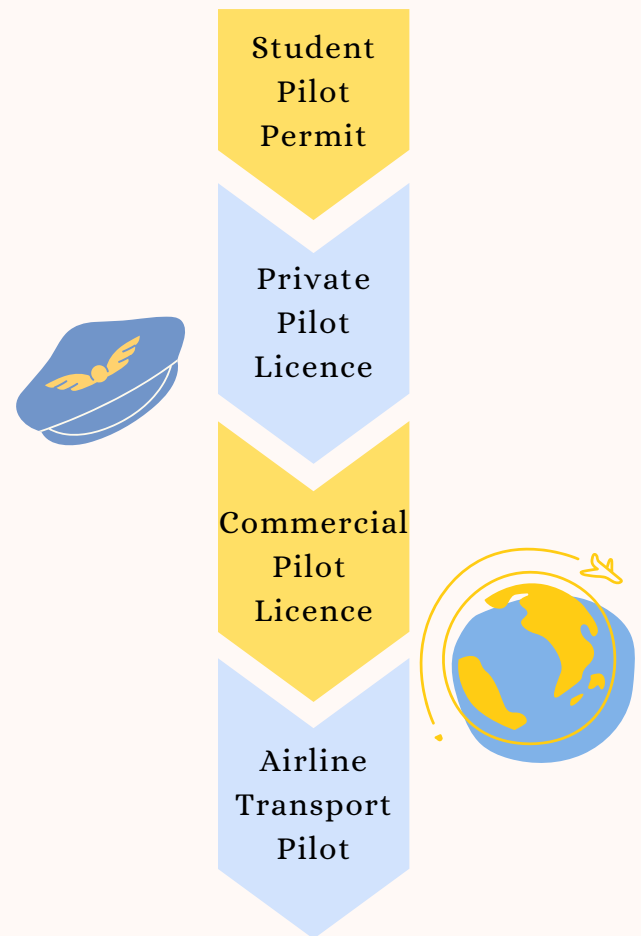 Student
Pilot
Permit
Private
Pilot
Licence
Commercial
Pilot
Licence
Airline
Transport
Pilot